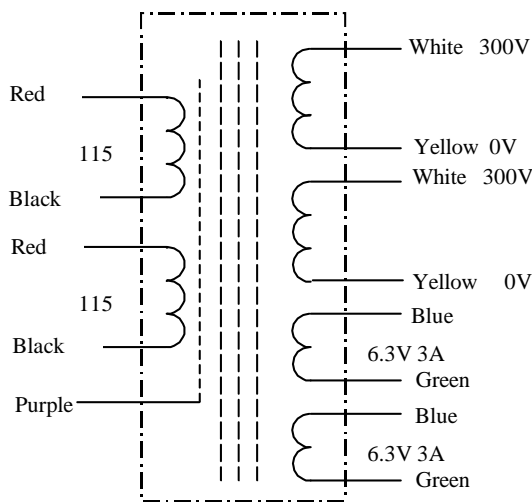 White 300V
Red
115
Black
Yellow 0V
White 300V
Red
115
Black
Yellow 0V
Blue
6.3V 3A
Green
Purple
Blue
6.3V 3A
Green